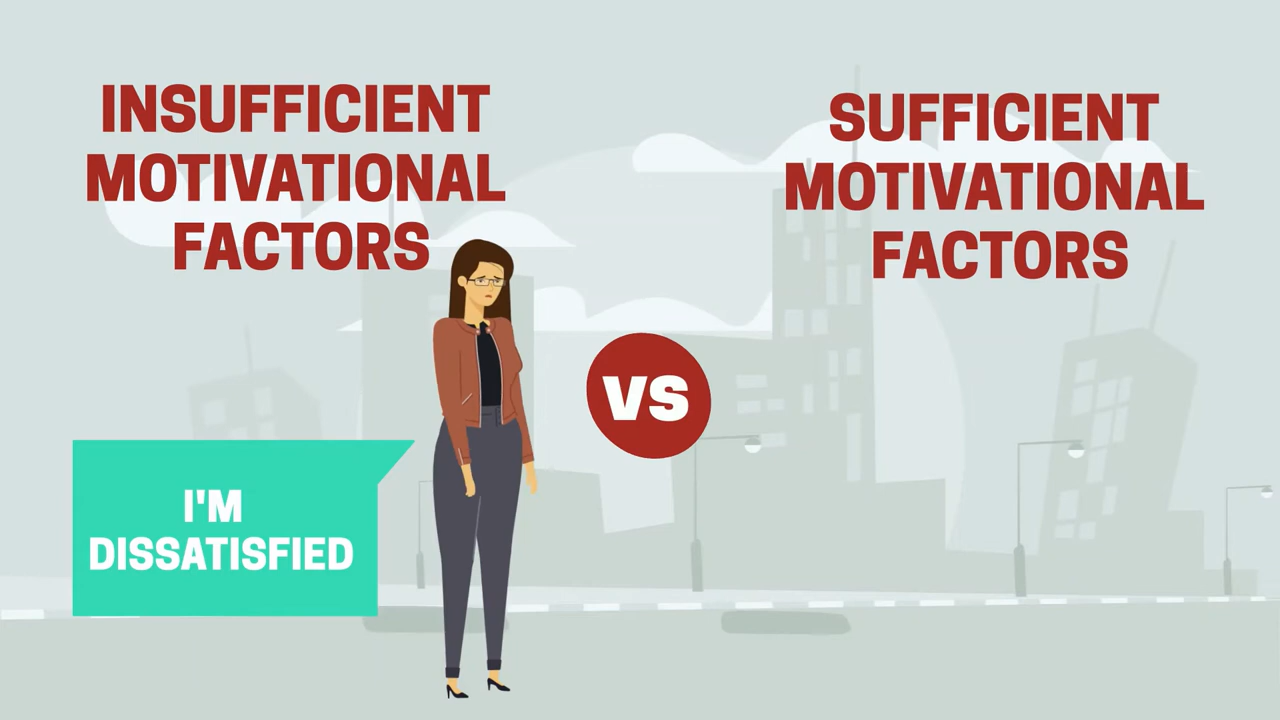 INSUFFICIENT
MOTIVATIONAL
FACTORS
VS
SUFFICIENT
MOTIVATIONAL
FACTORS
I'M
DISSATISFIED